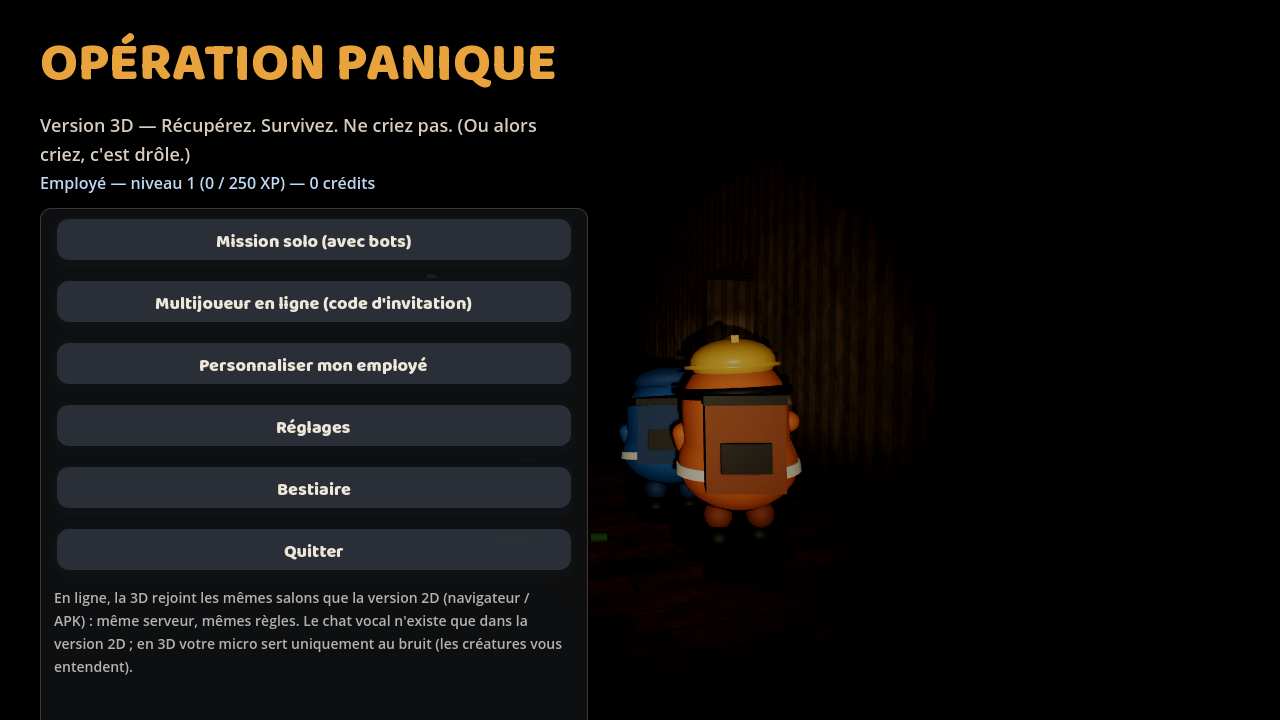 OPÉRATION PANIQUE
Version 3D — Récupérez. Survivez. Ne criez pas. (Ou alors
criez, c'est drôle.)
Employé — niveau 1 (0 / 250 XP) — 0 crédits
Mission solo (avec bots)
Multijoueur en ligne (code d'invitation)
Personnaliser mon employé
Réglages
Bestiaire
Quitter
En ligne, la 3D rejoint les mêmes salons que la version 2D (navigateur /
APK) : même serveur, mêmes règles. Le chat vocal n'existe que dans la
version 2D ; en 3D votre micro sert uniquement au bruit (les créatures vous
entendent).